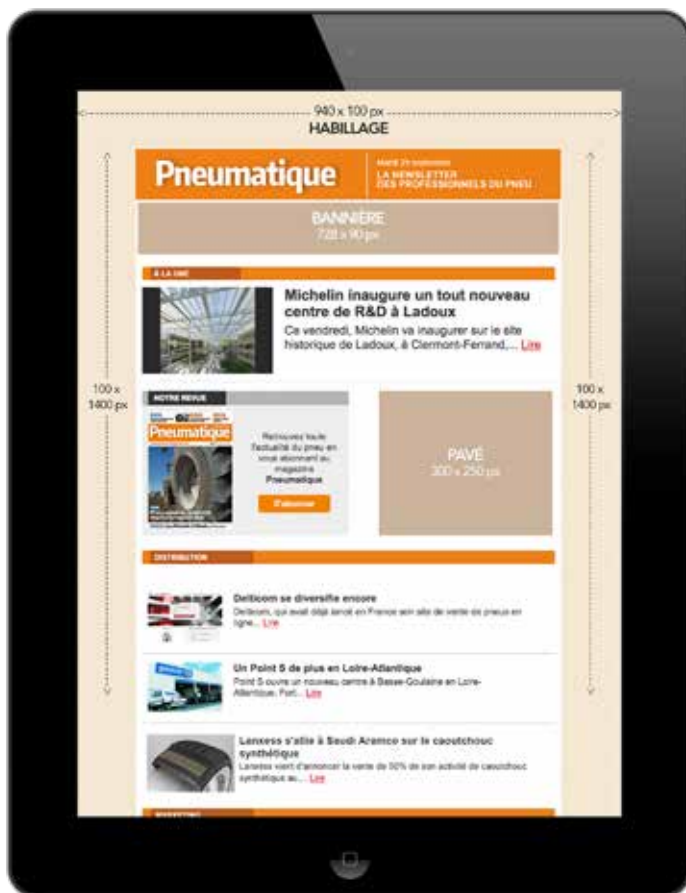 940 x 100 px
HABILLAGE
Pneumatique
Mardi 29 septembre
LA NEWSLETTER
DES PROFESSIONNELS DU PNEU
BANNIÈRE
728 x 90 px
À LA UNE
Michelin inaugure un tout nouveau
centre de R&D à Ladoux
Ce vendredi, Michelin va inaugurer sur le site
historique de Ladoux, à Clermont-Ferrand,... Lire
100 x
1400 px
100 x
1400 px
NOTRE REVUE
Pneumatique
Retrouvez toute
l'actualité du pneu en
vous abonnant au
magazine
Pneumatique
S'abonner
PAVÉ
300 x 250 px
DISTRIBUTION
Delticom se diversifie encore
Delticom, qui avait déjà lancé en France son site de vente de pneus en
ligne... Lire
Un Point S de plus en Loire-Atlantique
Point S ouvre un nouveau centre à Basse-Goulaine en Loire-
Atlantique. Fort... Lire
Lanxess s'allie à Saudi Aramco sur le caoutchouc
synthétique
Lanxess vient d'annoncer la vente de 50% de son activité de caoutchouc
synthétique au... Lire
MARKETING